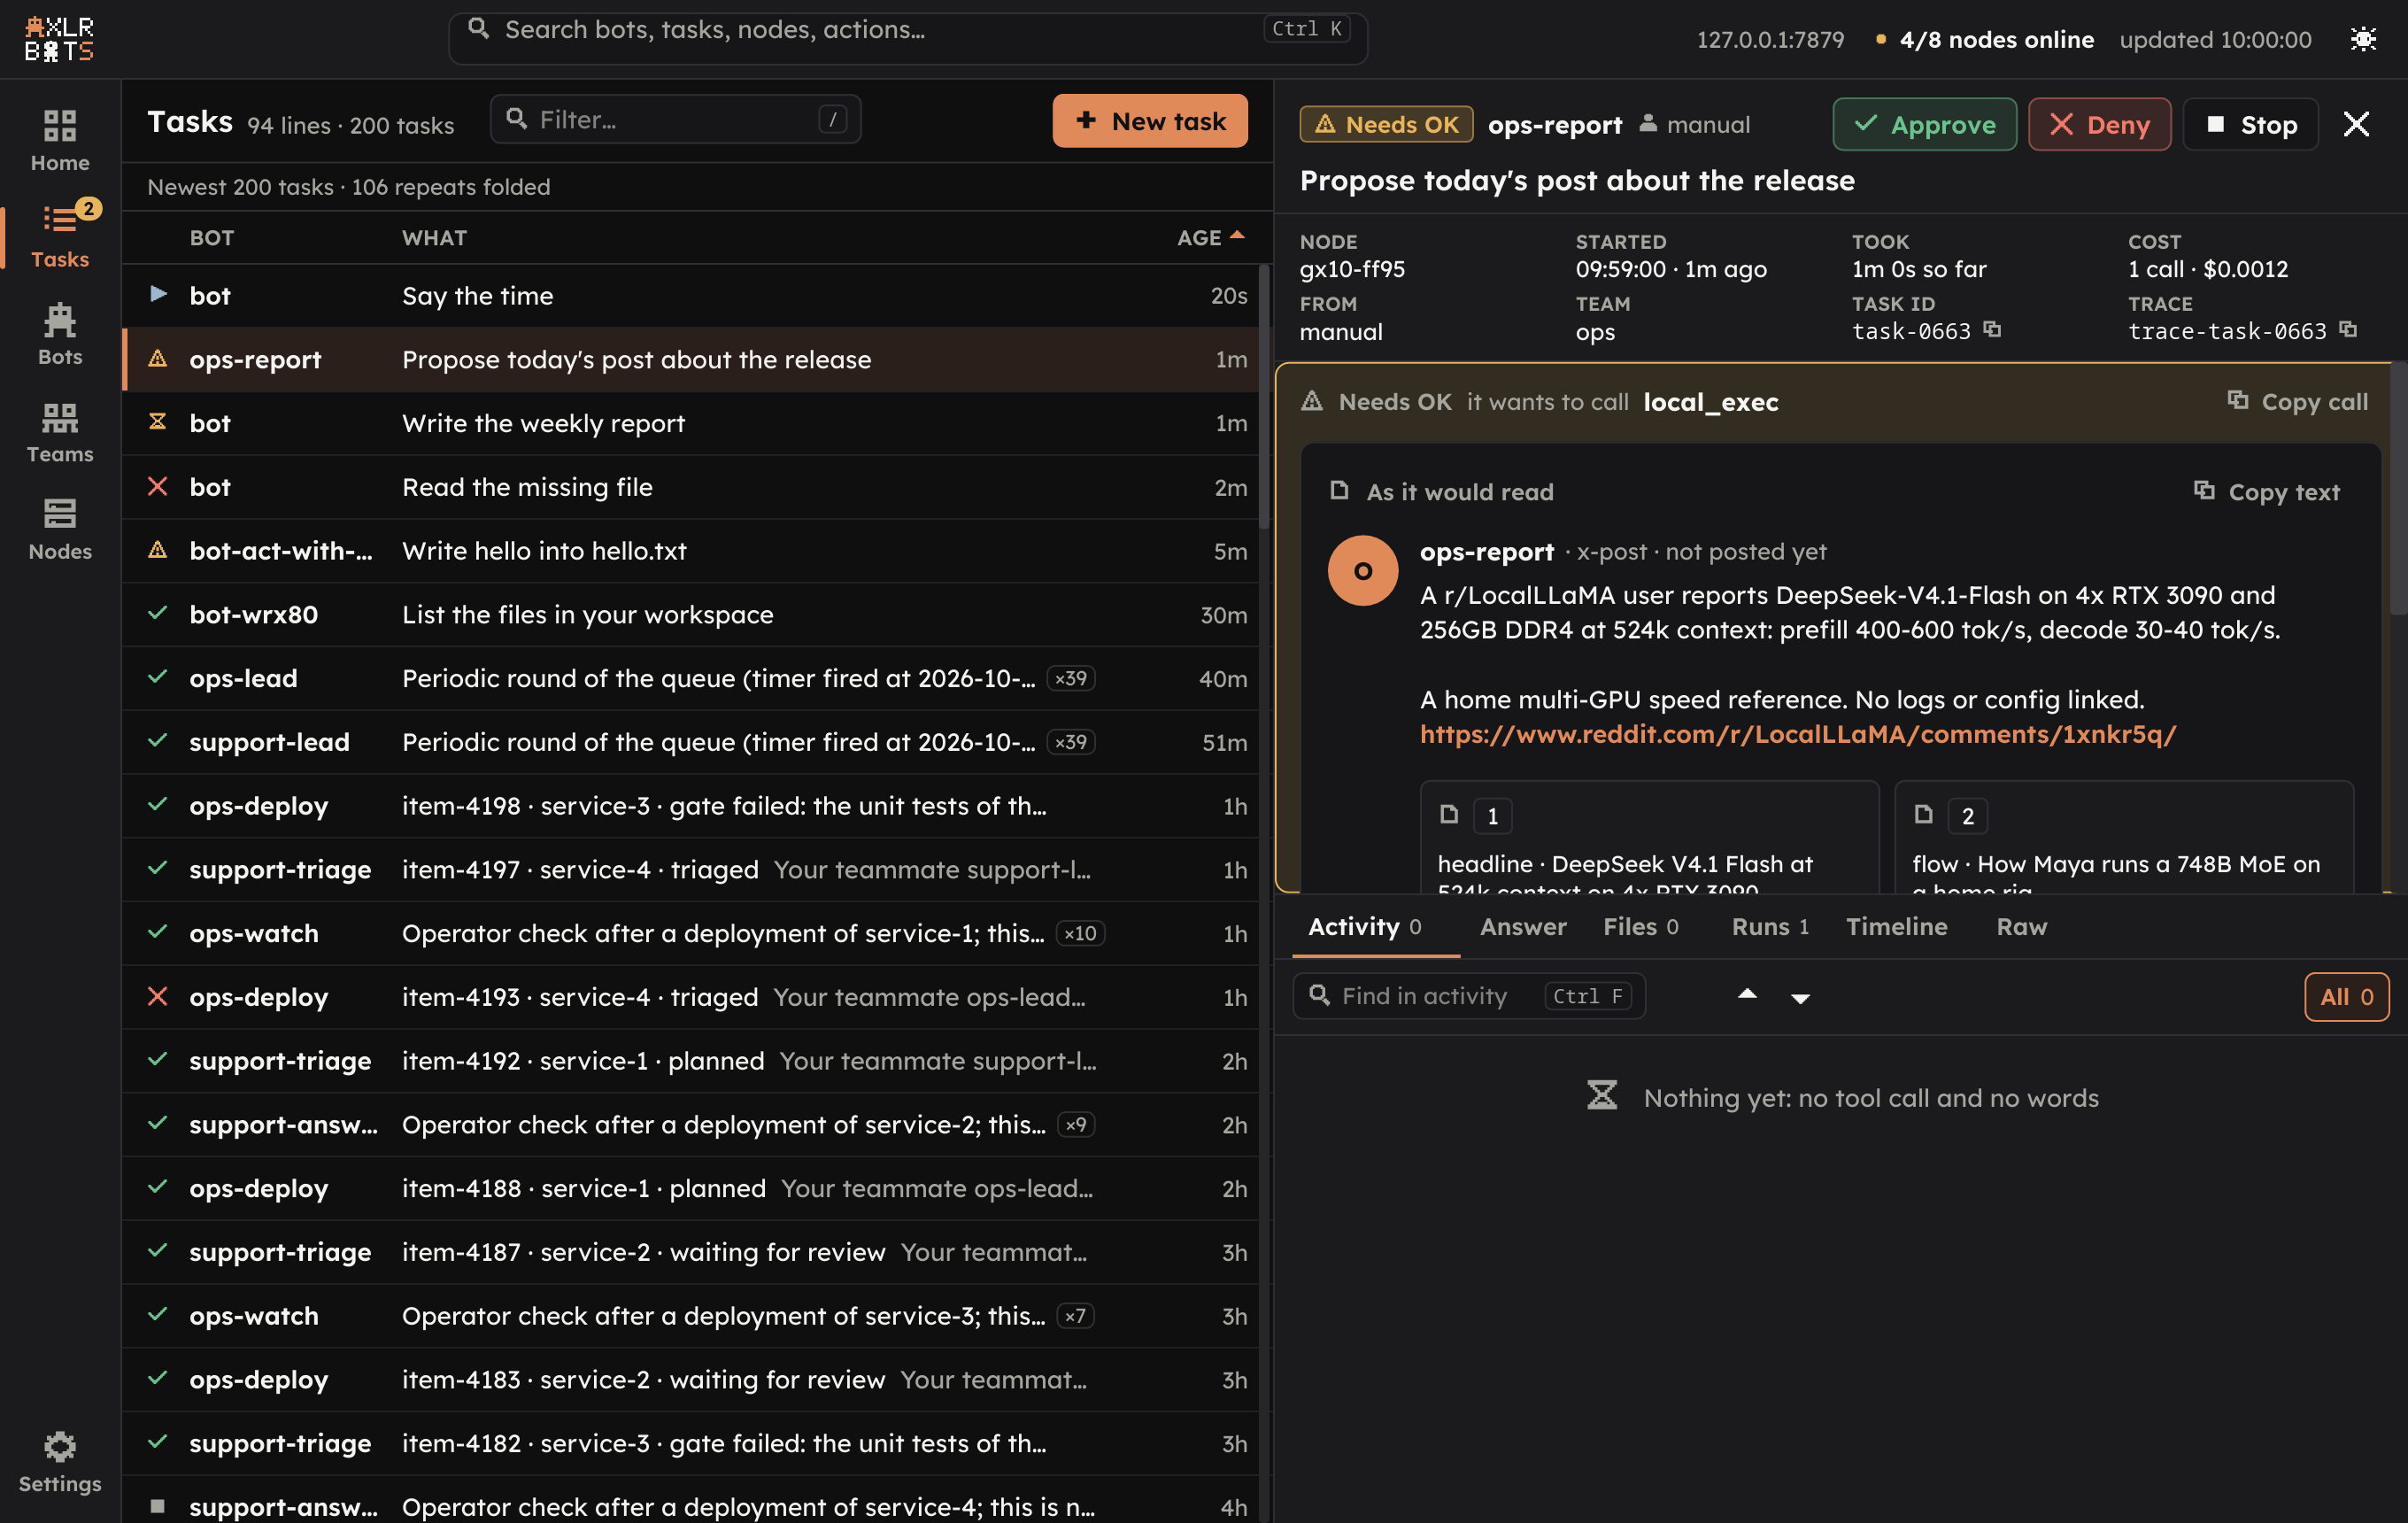 AXLR BOTS
Search bots, tasks, nodes, actions... Ctrl K
127.0.0.1:7879 4/8 nodes online updated 10:00:00
Home
Tasks 2
Bots
Teams
Nodes
Settings
Tasks 94 lines · 200 tasks Filter... / + New task
Newest 200 tasks · 106 repeats folded
BOT WHAT AGE
bot Say the time 20s
ops-report Propose today's post about the release 1m
bot Write the weekly report 1m
bot Read the missing file 2m
bot-act-with-... Write hello into hello.txt 5m
bot-wrx80 List the files in your workspace 30m
ops-lead Periodic round of the queue (timer fired at 2026-10-... ×39 40m
support-lead Periodic round of the queue (timer fired at 2026-10-... ×39 51m
ops-deploy item-4198 · service-3 · gate failed: the unit tests of th... 1h
support-triage item-4197 · service-4 · triaged Your teammate support-l... 1h
ops-watch Operator check after a deployment of service-1; this... ×10 1h
ops-deploy item-4193 · service-4 · triaged Your teammate ops-lead... 1h
support-triage item-4192 · service-1 · planned Your teammate support-l... 2h
support-answ... Operator check after a deployment of service-2; this... ×9 2h
ops-deploy item-4188 · service-1 · planned Your teammate ops-lead... 2h
support-triage item-4187 · service-2 · waiting for review Your teammat... 3h
ops-watch Operator check after a deployment of service-3; this... ×7 3h
ops-deploy item-4183 · service-2 · waiting for review Your teammat... 3h
support-triage item-4182 · service-3 · gate failed: the unit tests of th... 3h
support-answ... Operator check after a deployment of service-4; this is n... 4h
Needs OK ops-report manual Approve Deny Stop
Propose today's post about the release
NODE STARTED TOOK COST
gx10-ff95 09:59:00 · 1m ago 1m 0s so far 1 call · $0.0012
FROM TEAM TASK ID TRACE
manual ops task-0663 trace-task-0663
Needs OK it wants to call local_exec Copy call
As it would read Copy text
o
ops-report · x-post · not posted yet
A r/LocalLLaMA user reports DeepSeek-V4.1-Flash on 4x RTX 3090 and
256GB DDR4 at 524k context: prefill 400-600 tok/s, decode 30-40 tok/s.
A home multi-GPU speed reference. No logs or config linked.
https://www.reddit.com/r/LocalLLaMA/comments/1xnkr5q/
1 2
headline · DeepSeek V4.1 Flash at flow · How Maya runs a 748B MoE on
524k context on 4x RTX 3090 a home rig
Activity 0 Answer Files 0 Runs 1 Timeline Raw
Find in activity Ctrl F All 0
Nothing yet: no tool call and no words